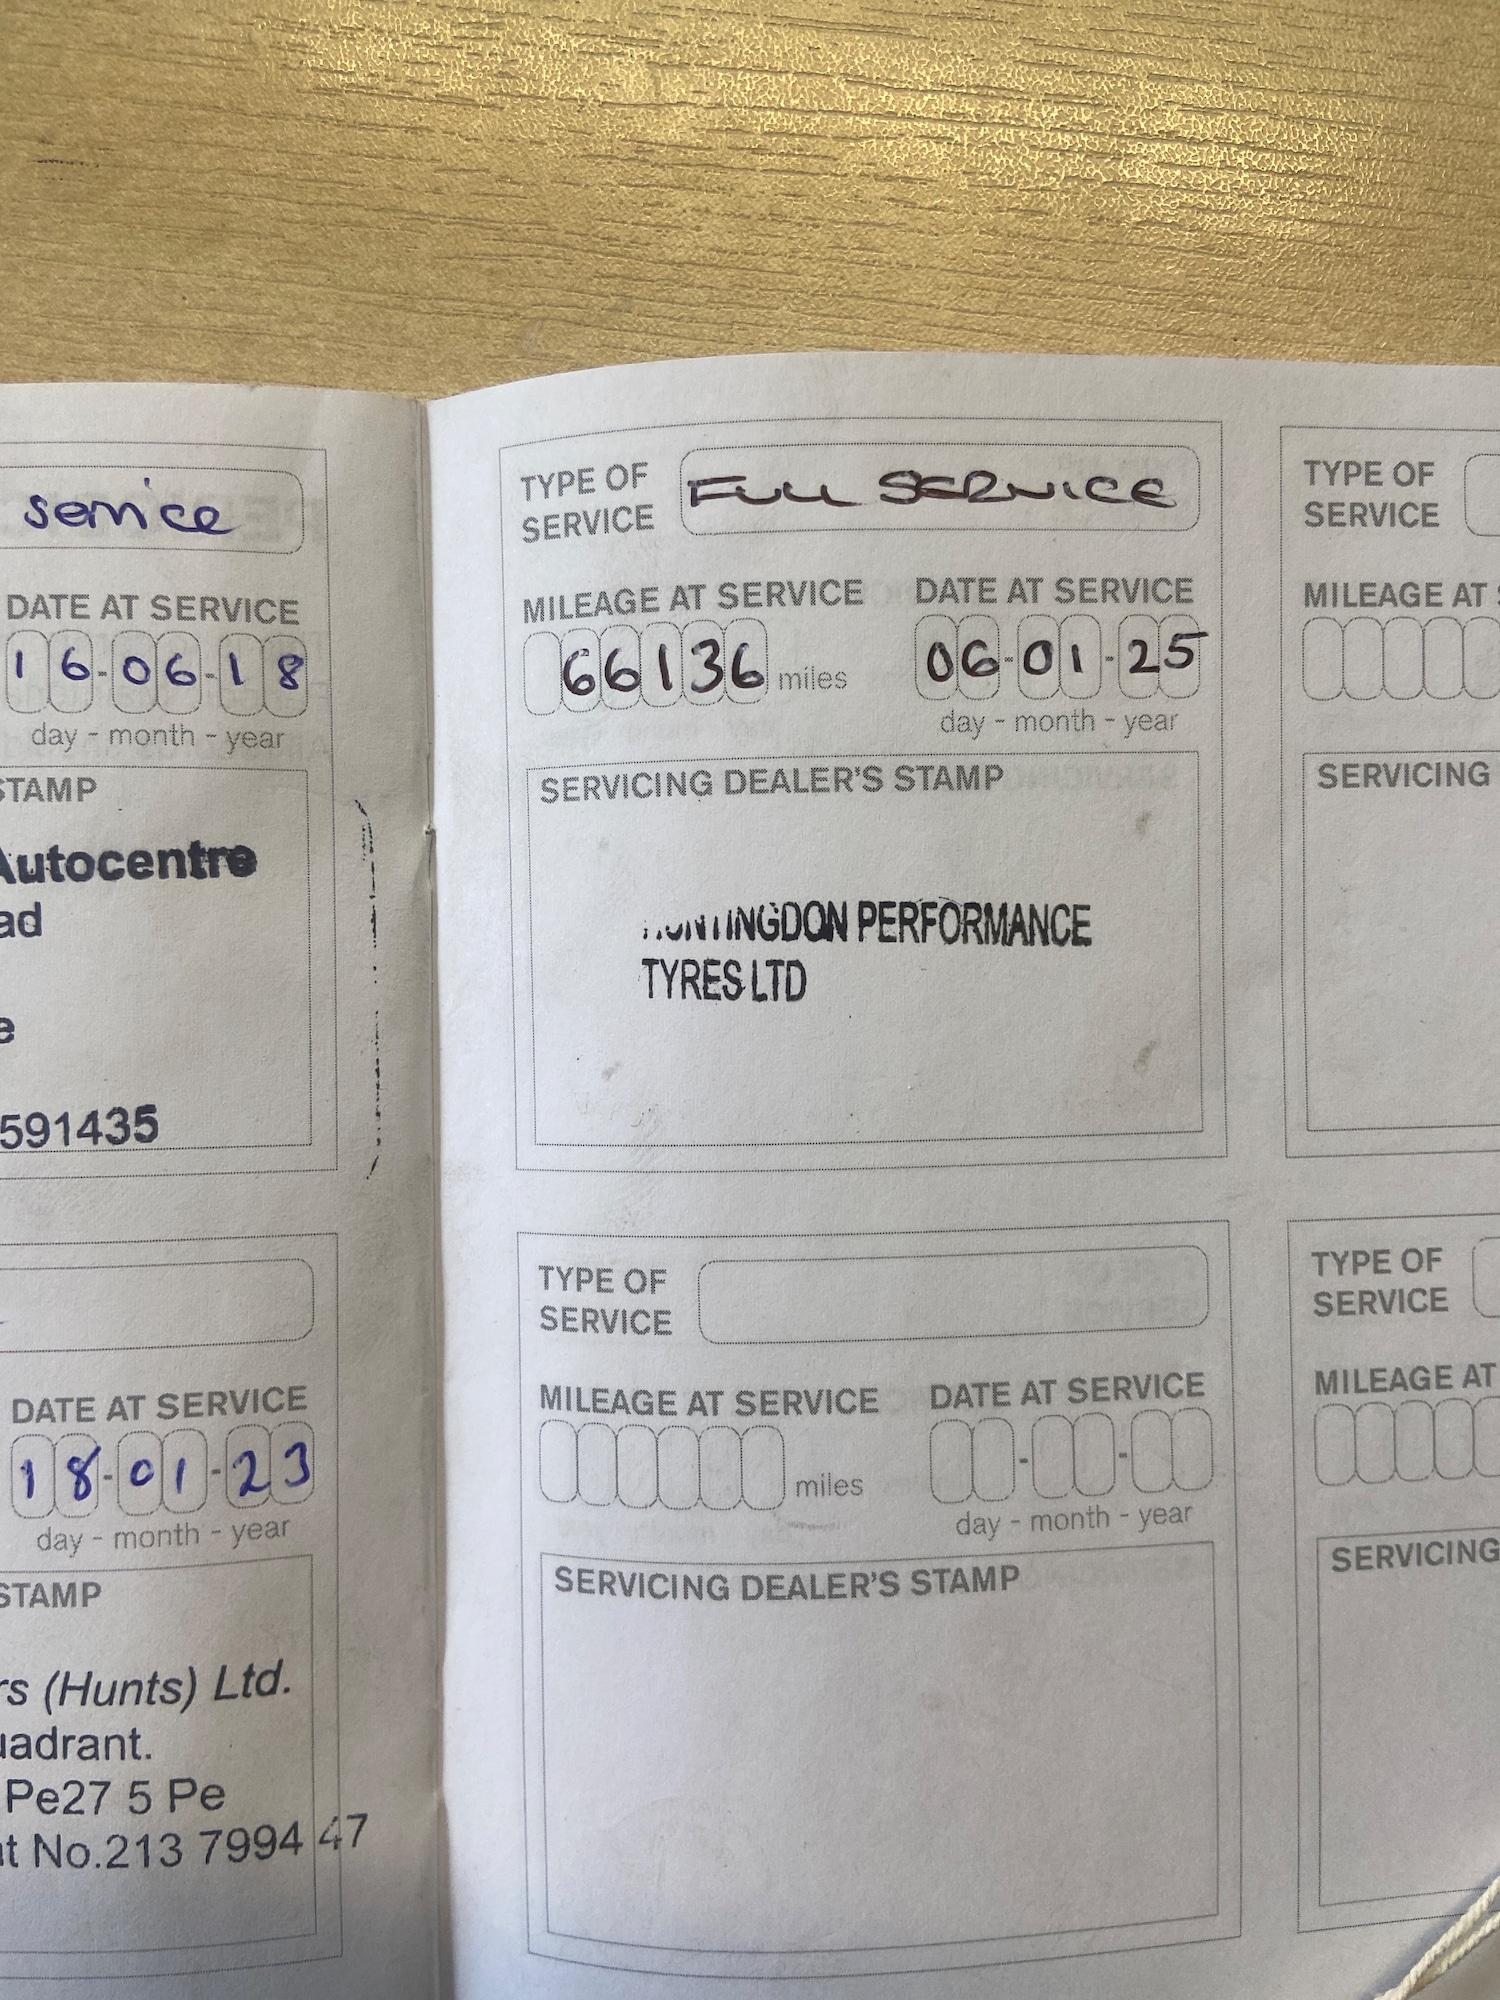 service
DATE AT SERVICE
16-06-18
day - month - year
STAMP
Autocentre
ad
e
591435
DATE AT SERVICE
18-01-23
day - month - year
STAMP
rs (Hunts) Ltd.
uadrant.
Pe27 5 Pe
at No.213 7994 47
TYPE OF
SERVICE
FULL SERVICE
MILEAGE AT SERVICE
66136 miles
DATE AT SERVICE
06-01-25
day - month - year
SERVICING DEALER'S STAMP
HUNTINGDON PERFORMANCE
TYRES LTD
TYPE OF
SERVICE
MILEAGE AT SERVICE
miles
DATE AT SERVICE
- -
day - month - year
SERVICING DEALER'S STAMP
TYPE OF
SERVICE
MILEAGE AT
SERVICING
TYPE OF
SERVICE
MILEAGE AT
SERVICING